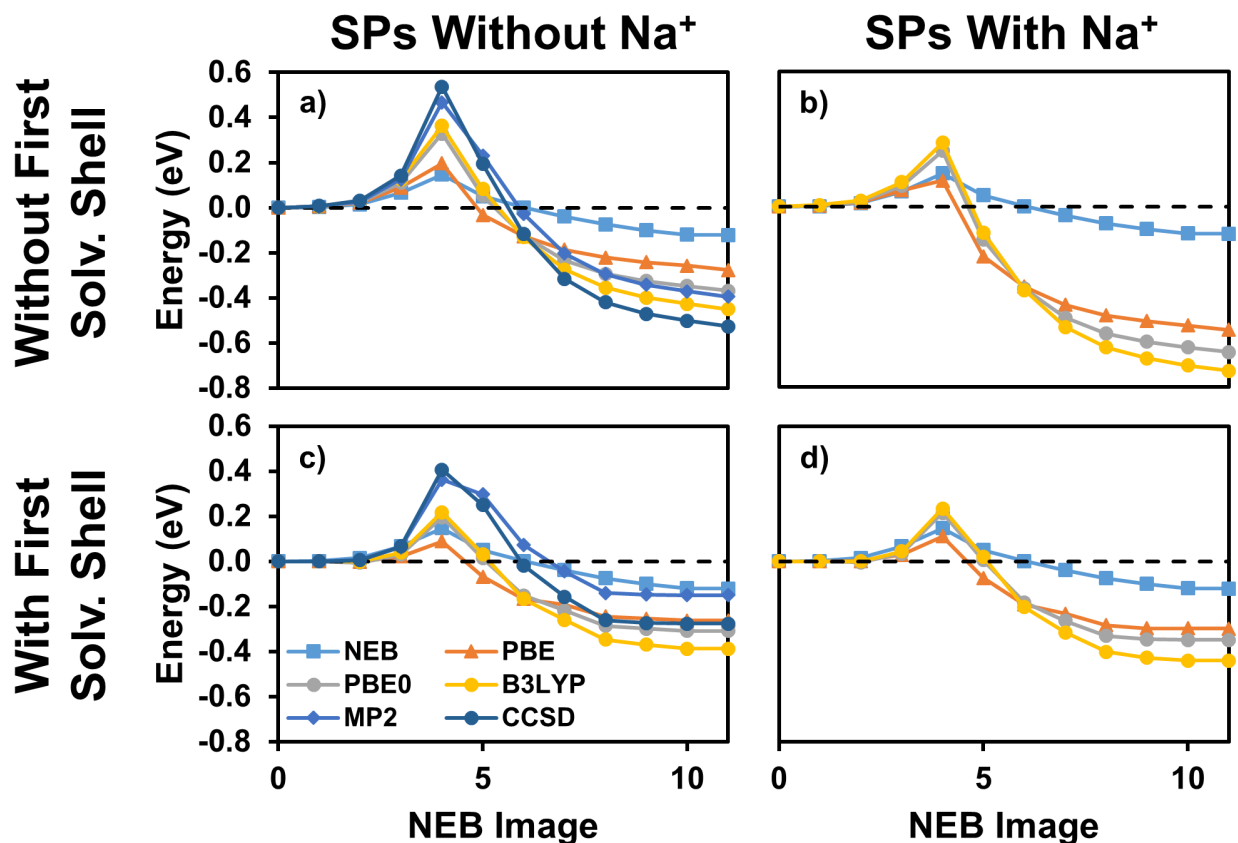 SPs Without Na⁺
SPs With Na⁺
Without First
Solv. Shell
Energy (eV)
0.6
0.4
0.2
0.0
-0.2
-0.4
-0.6
-0.8
a)
b)
With First
Solv. Shell
Energy (eV)
0.6
0.4
0.2
0.0
-0.2
-0.4
-0.6
-0.8
c)
d)
NEB PBE
PBE0 B3LYP
MP2 CCSD
0 5 10
0 5 10
NEB Image
NEB Image